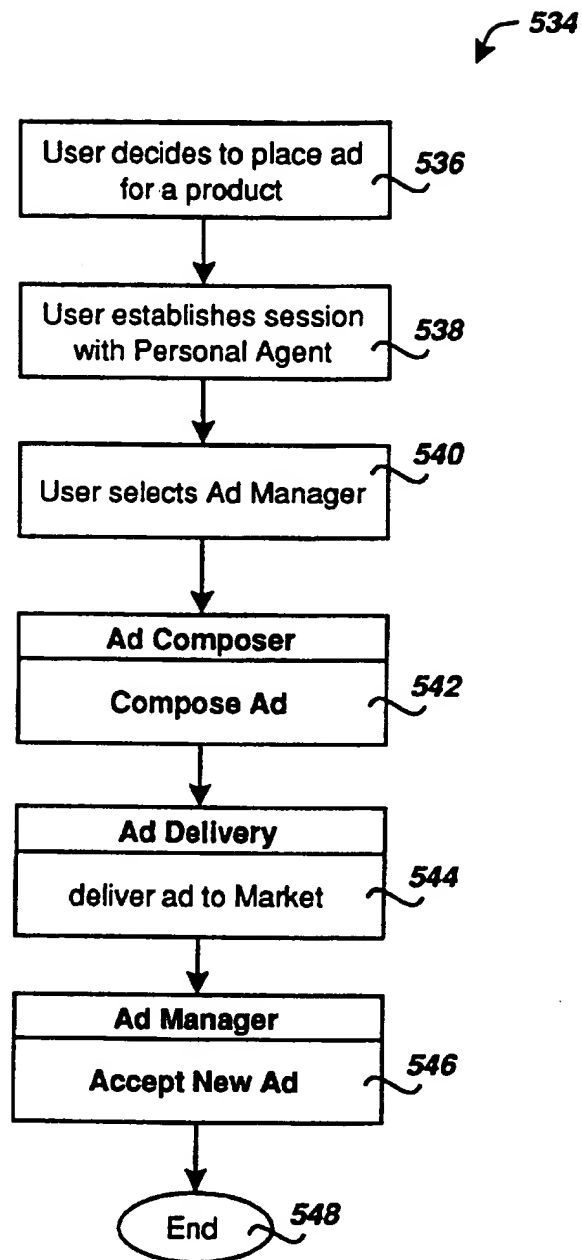 534
User decides to place ad
for a product
536
User establishes session
with Personal Agent
538
540
User selects Ad Manager
Ad Composer
Compose Ad
542
Ad Delivery
deliver ad to Market
544
Ad Manager
Accept New Ad
546
End
548